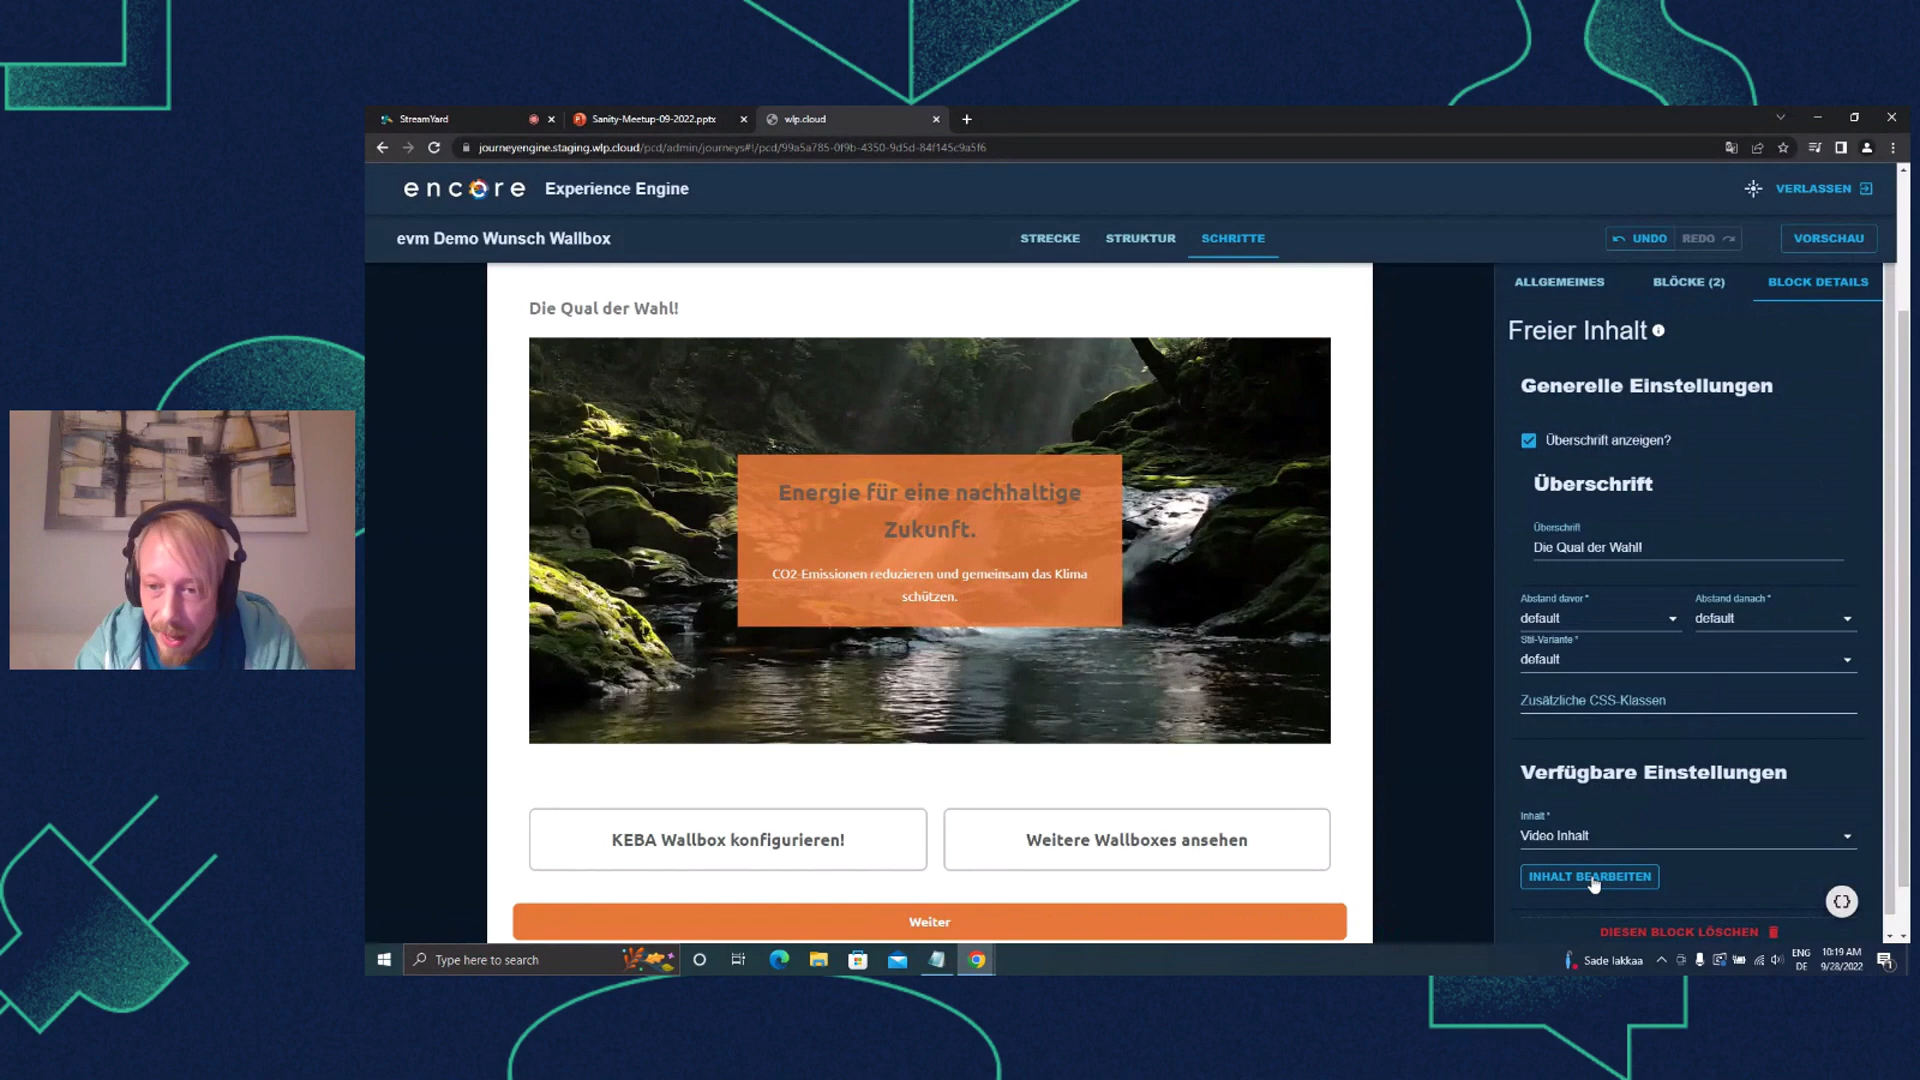 StreamYard
Sanity-Meetup-09-2022.pptx
wlp.cloud
journeyengine.staging.wlp.cloud/pcd/admin/journeys#!/pcd/99a5a785-0f9b-4350-9d5d-84f145c9a5f6
encore Experience Engine
VERLASSEN
evm Demo Wunsch Wallbox
STRECKE
STRUKTUR
SCHRITTE
UNDO
REDO
VORSCHAU
ALLGEMEINES
BLÖCKE (2)
BLOCK DETAILS
Die Qual der Wahl!
Energie für eine nachhaltige
Zukunft.
CO2-Emissionen reduzieren und gemeinsam das Klima
schützen.
KEBA Wallbox konfigurieren!
Weitere Wallboxes ansehen
Weiter
Freier Inhalt
Generelle Einstellungen
Überschrift anzeigen?
Überschrift
Überschrift
Die Qual der Wahl!
Abstand davor *
Abstand danach *
default
default
Stil-Variante *
default
Zusätzliche CSS-Klassen
Verfügbare Einstellungen
Inhalt *
Video Inhalt
INHALT BEARBEITEN
{}
DIESEN BLOCK LÖSCHEN
Type here to search
Sade lakkaa
ENG
DE
10:19 AM
9/28/2022
1